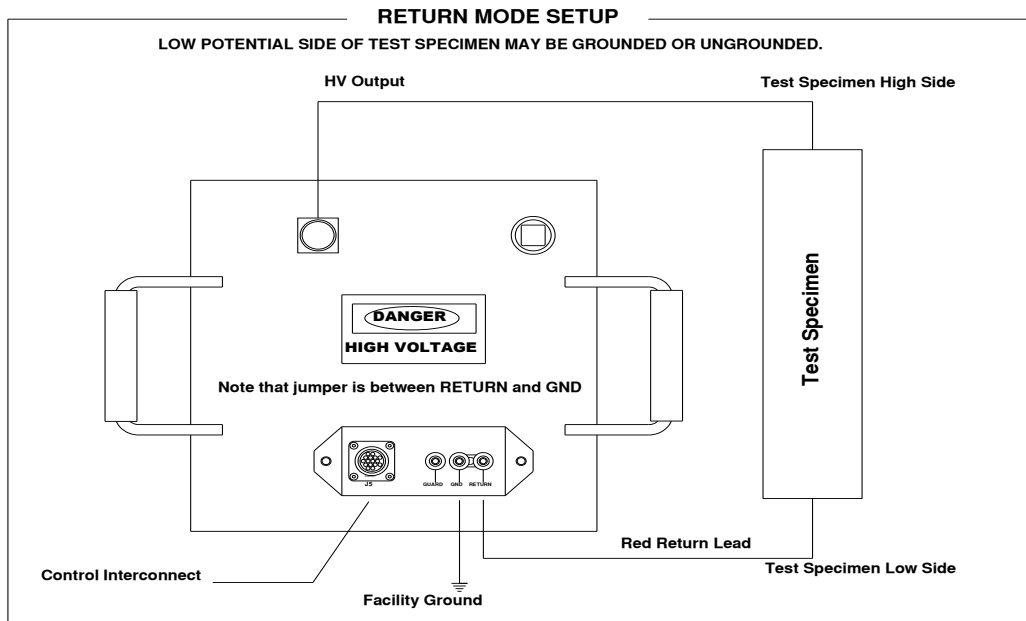 RETURN MODE SETUP
LOW POTENTIAL SIDE OF TEST SPECIMEN MAY BE GROUNDED OR UNGROUNDED.
HV Output
Test Specimen High Side
Test Specimen
DANGER
HIGH VOLTAGE
Note that jumper is between RETURN and GND
J5
GUARD GND RETURN
Red Return Lead
Test Specimen Low Side
Control Interconnect
Facility Ground